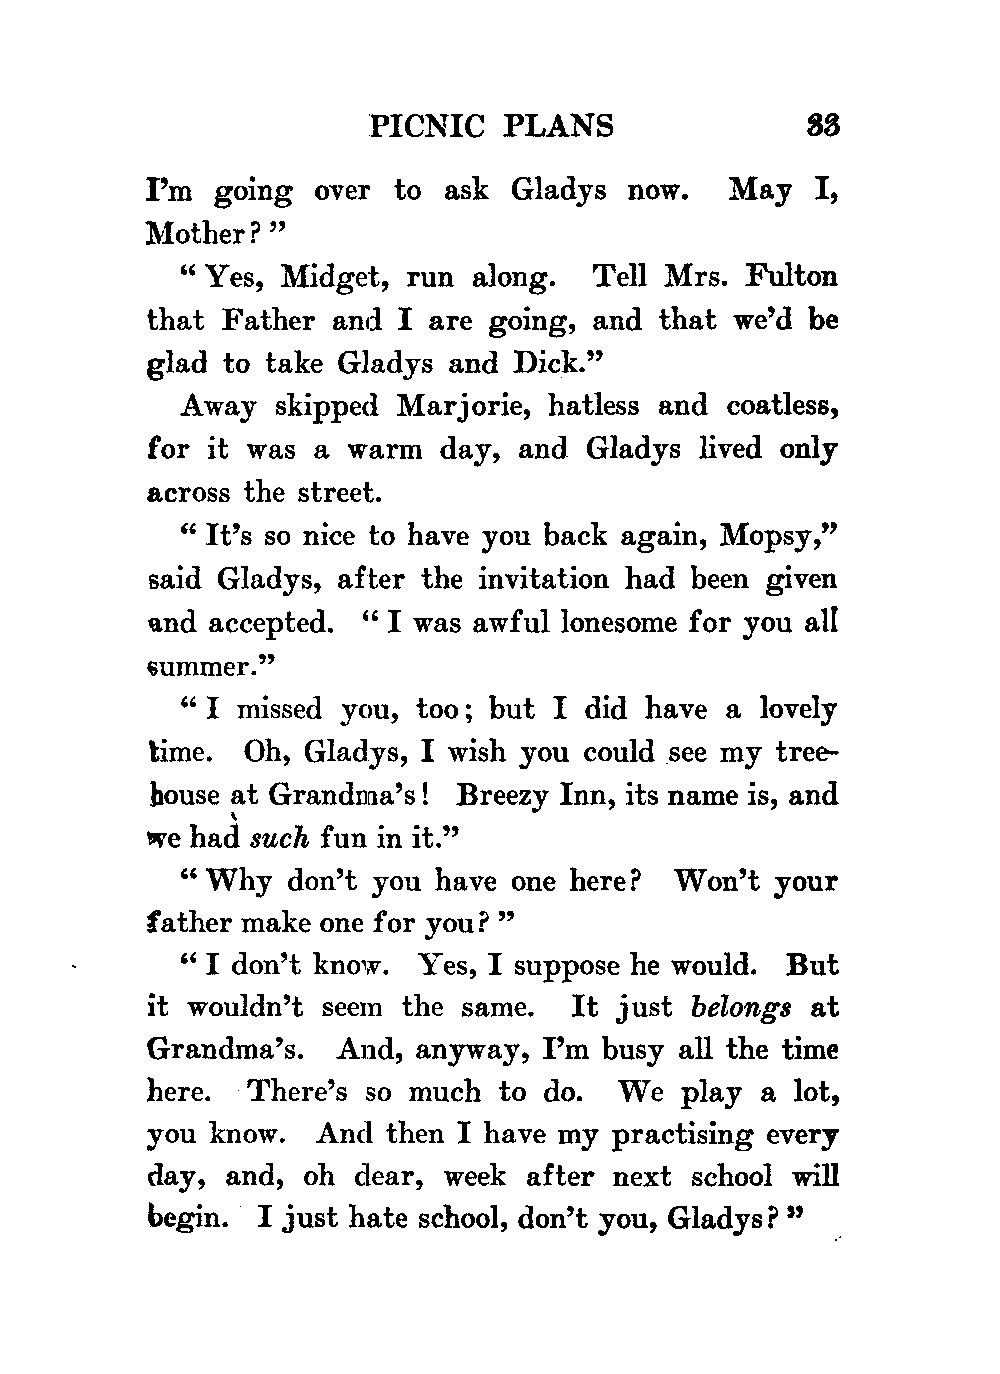 PICNIC PLANS 33
I'm going over to ask Gladys now. May I,
Mother?"
"Yes, Midget, run along. Tell Mrs. Fulton
that Father and I are going, and that we'd be
glad to take Gladys and Dick."
Away skipped Marjorie, hatless and coatless,
for it was a warm day, and Gladys lived only
across the street.
"It's so nice to have you back again, Mopsy,"
said Gladys, after the invitation had been given
and accepted. "I was awful lonesome for you all
summer."
"I missed you, too; but I did have a lovely
time. Oh, Gladys, I wish you could see my tree-
house at Grandma's! Breezy Inn, its name is, and
we had such fun in it."
"Why don't you have one here? Won't your
father make one for you?"
"I don't know. Yes, I suppose he would. But
it wouldn't seem the same. It just belongs at
Grandma's. And, anyway, I'm busy all the time
here. There's so much to do. We play a lot,
you know. And then I have my practising every
day, and, oh dear, week after next school will
begin. I just hate school, don't you, Gladys?"